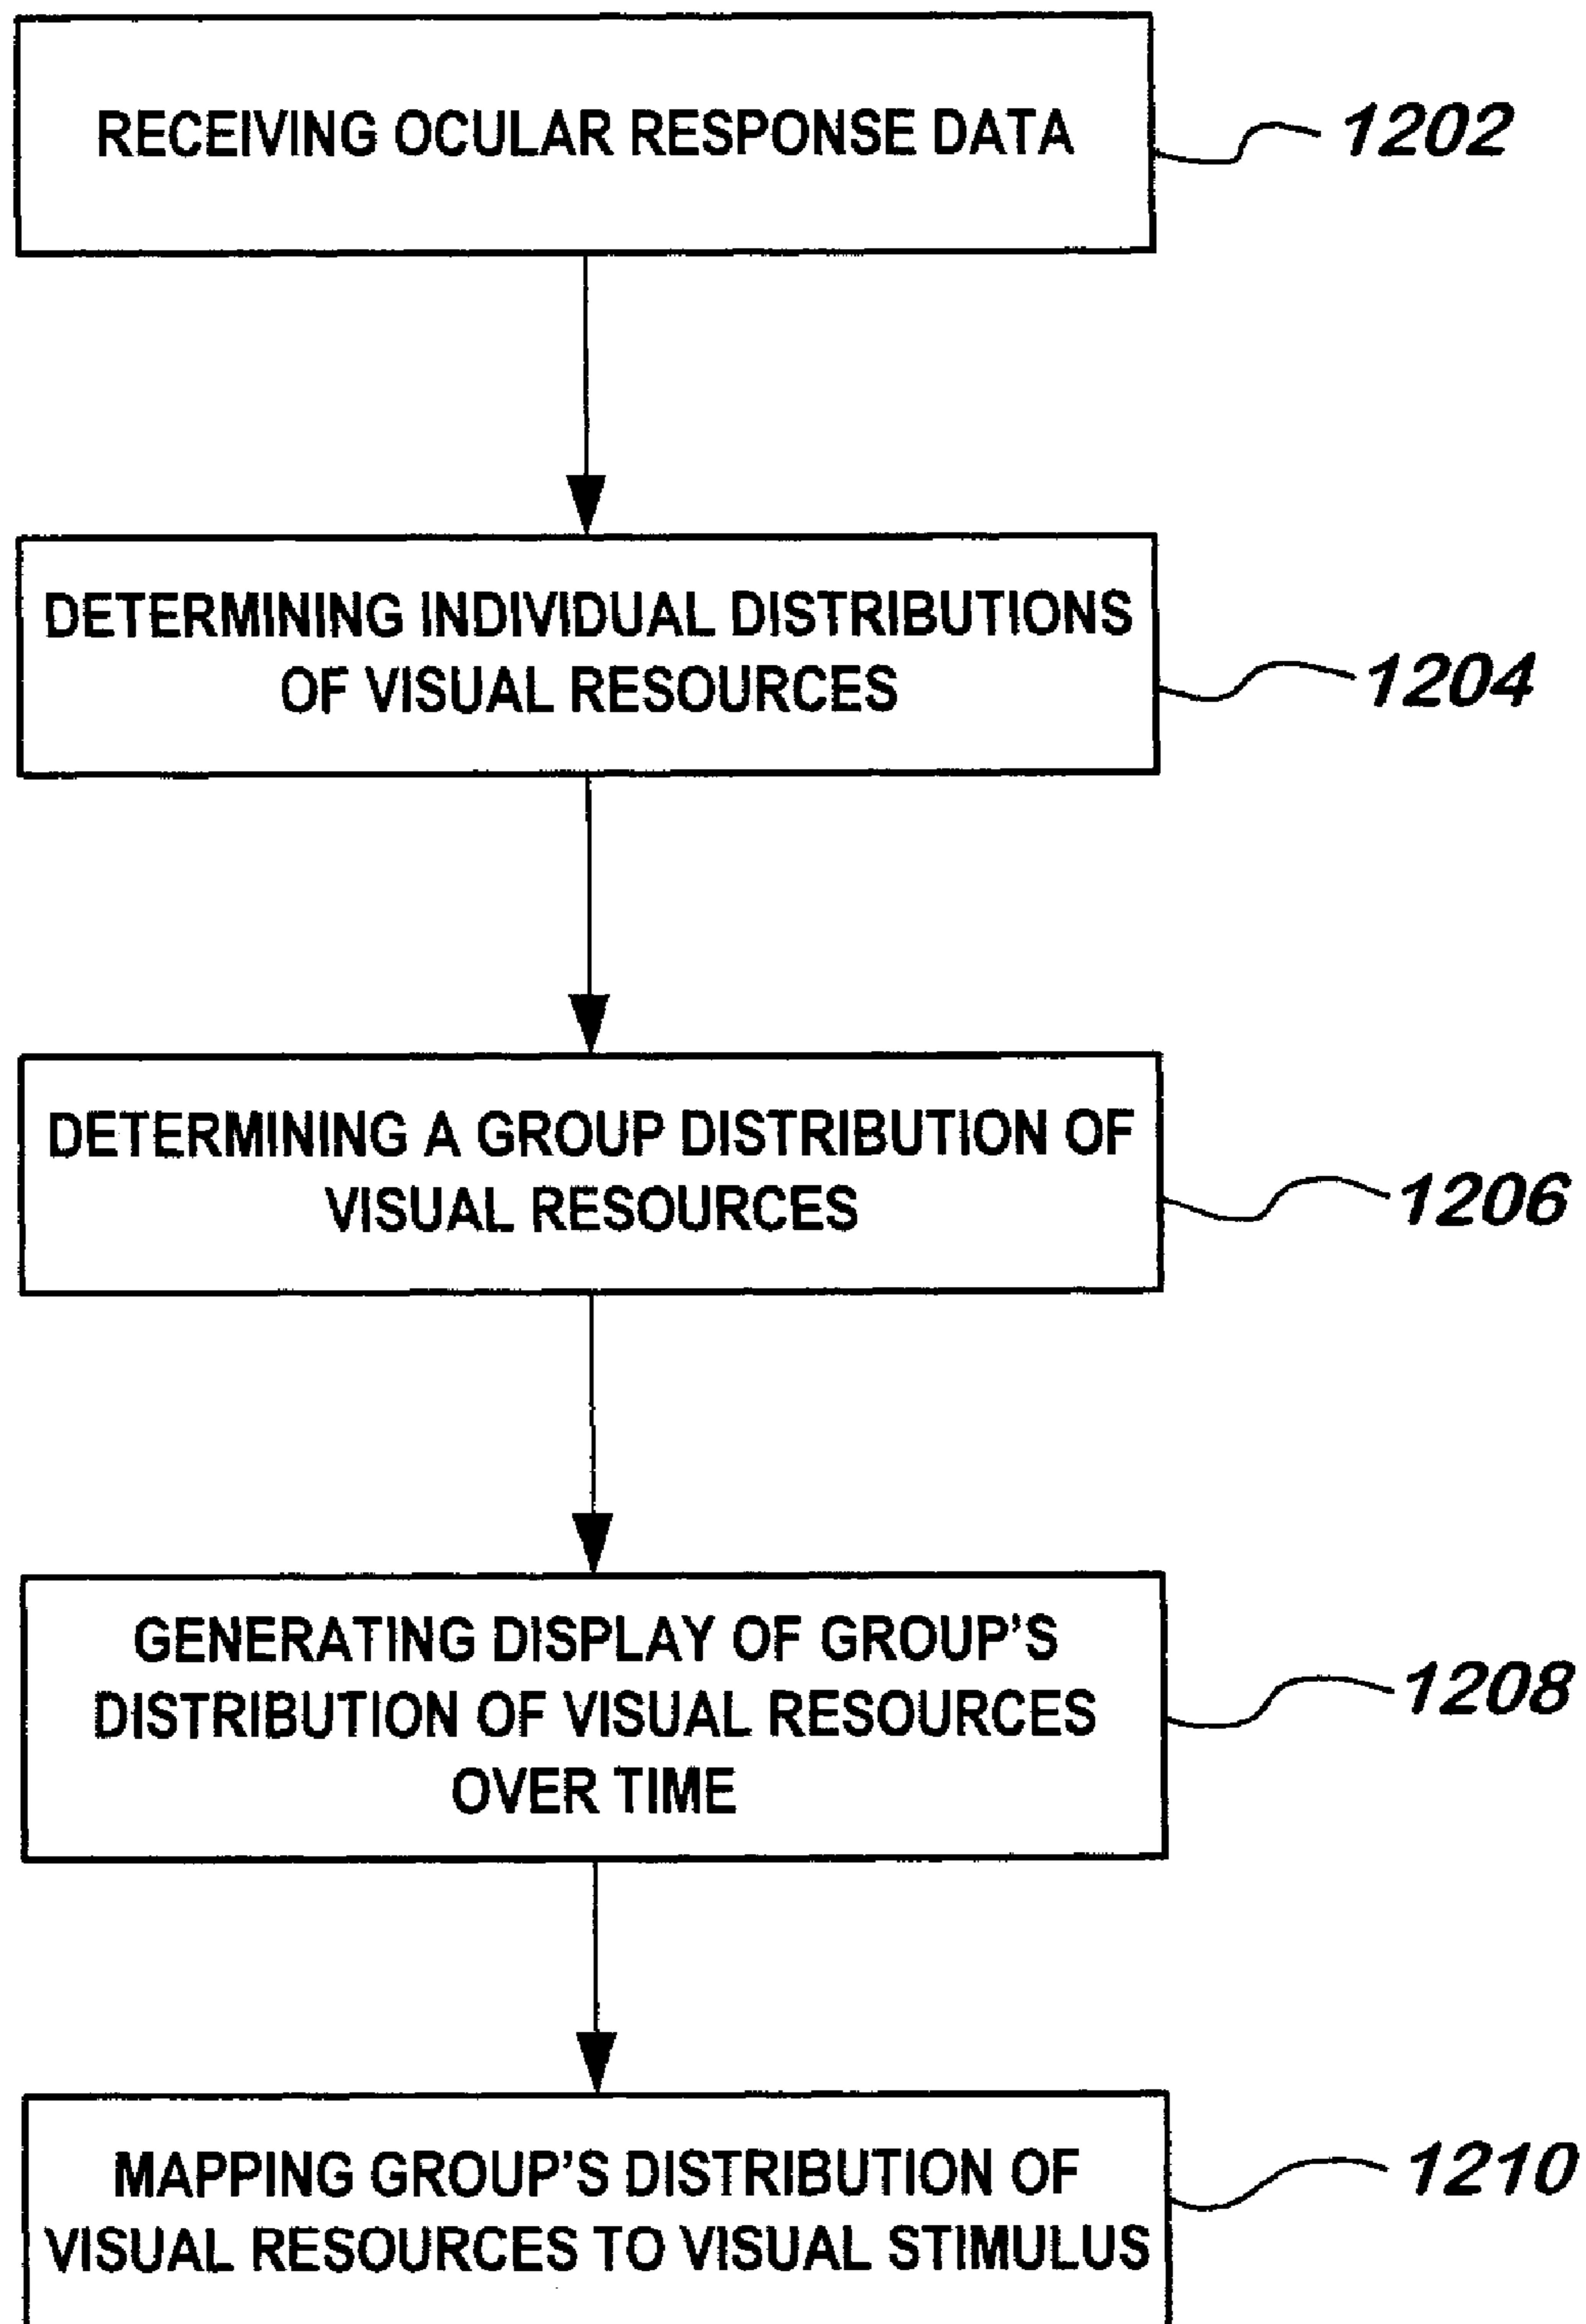 RECEIVING OCULAR RESPONSE DATA
1202
DETERMINING INDIVIDUAL DISTRIBUTIONS
OF VISUAL RESOURCES
1204
DETERMINING A GROUP DISTRIBUTION OF
VISUAL RESOURCES
1206
GENERATING DISPLAY OF GROUP'S
DISTRIBUTION OF VISUAL RESOURCES
OVER TIME
1208
MAPPING GROUP'S DISTRIBUTION OF
VISUAL RESOURCES TO VISUAL STIMULUS
1210